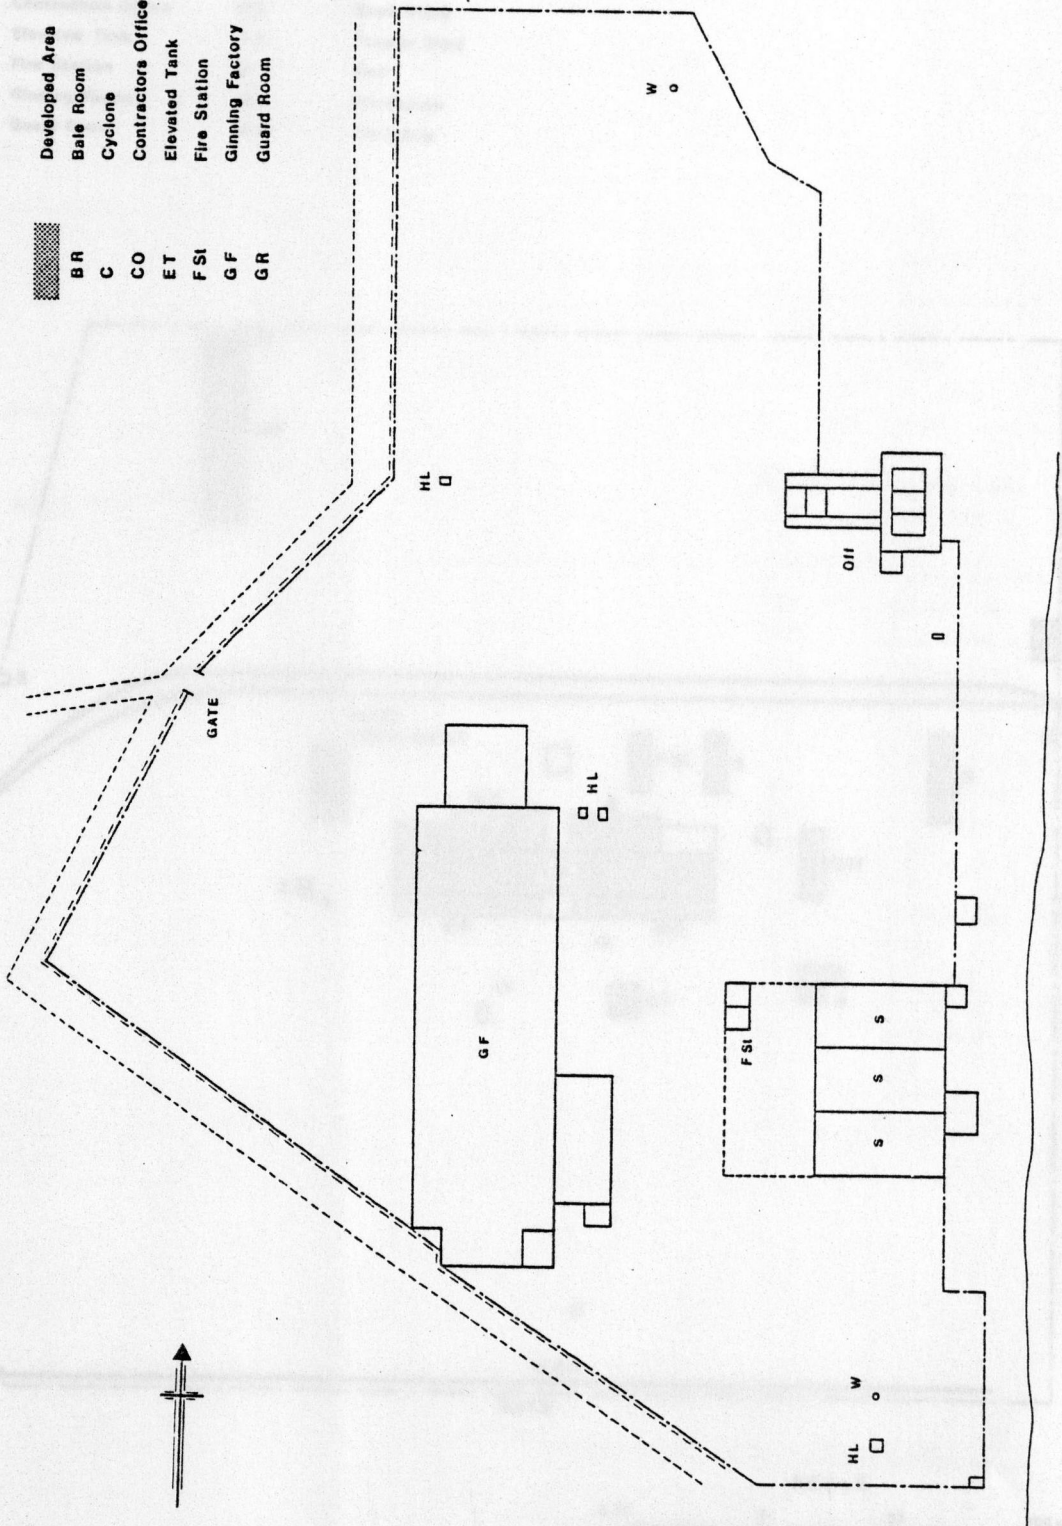 Developed Area
BR Bale Room
C Cyclone
CO Contractors Office
ET Elevated Tank
FSt Fire Station
GF Ginning Factory
GR Guard Room
W
HL
Off
GATE
HL
GF
FSt
S
S
S
W
HL